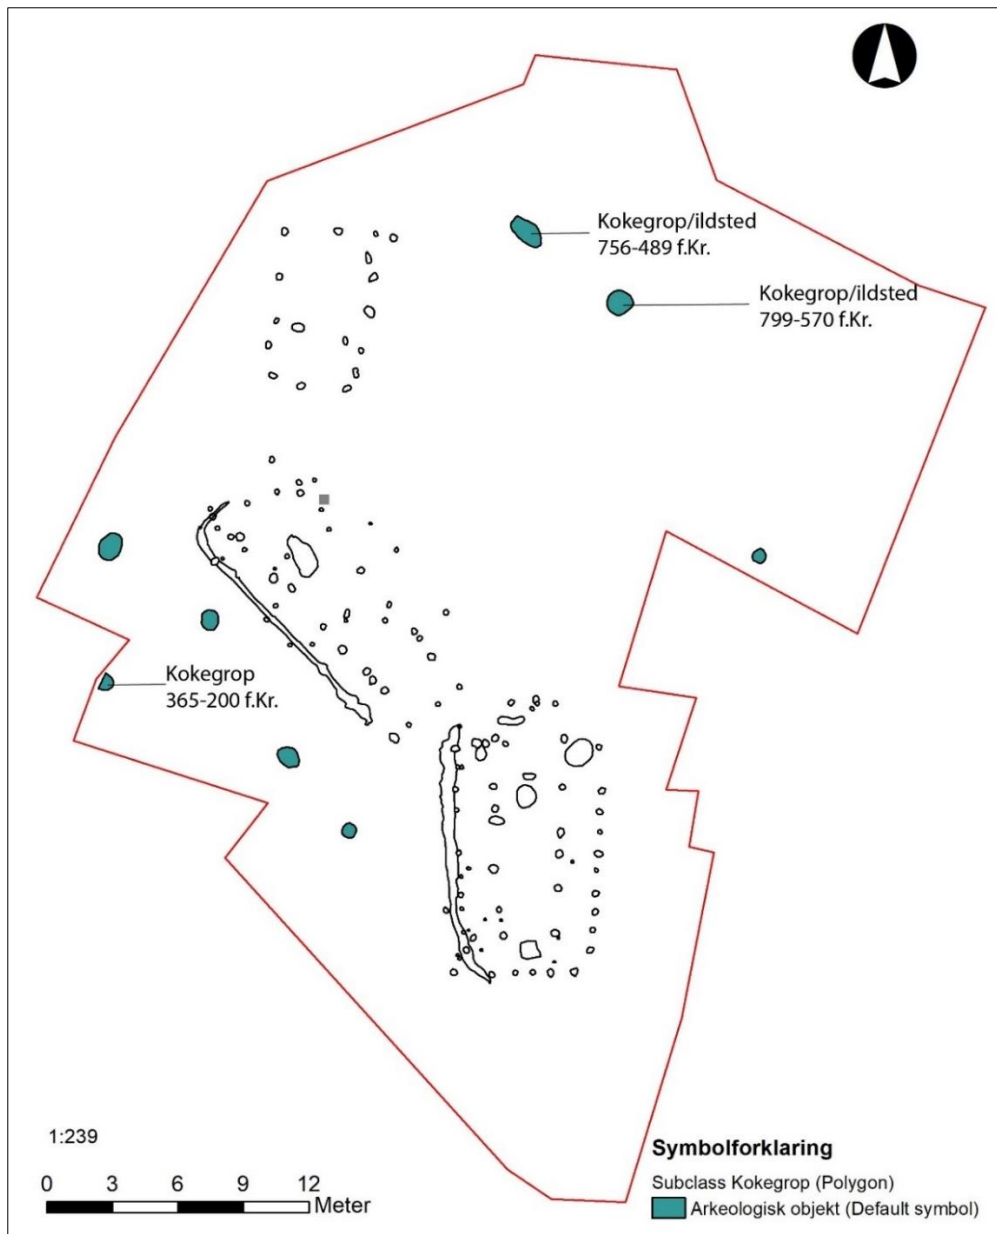 Kokegrop/ildsted
756-489 f.Kr.
Kokegrop/ildsted
799-570 f.Kr.
Kokegrop
365-200 f.Kr.
1:239
0 3 6 9 12
Meter
Symbolforklaring
Subclass Kokegrop (Polygon)
Arkeologisk objekt (Default symbol)